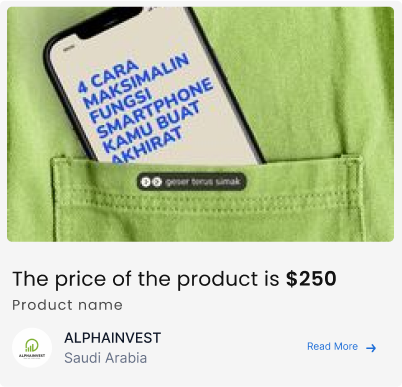 4 CARA
MAKSIMALIN
FUNGSI
SMARTPHONE
KAMU BUAT
AKHIRAT
geser terus simak
The price of the product is $250
Product name
ALPHAINVEST
ALPHAINVEST
Saudi Arabia
Read More